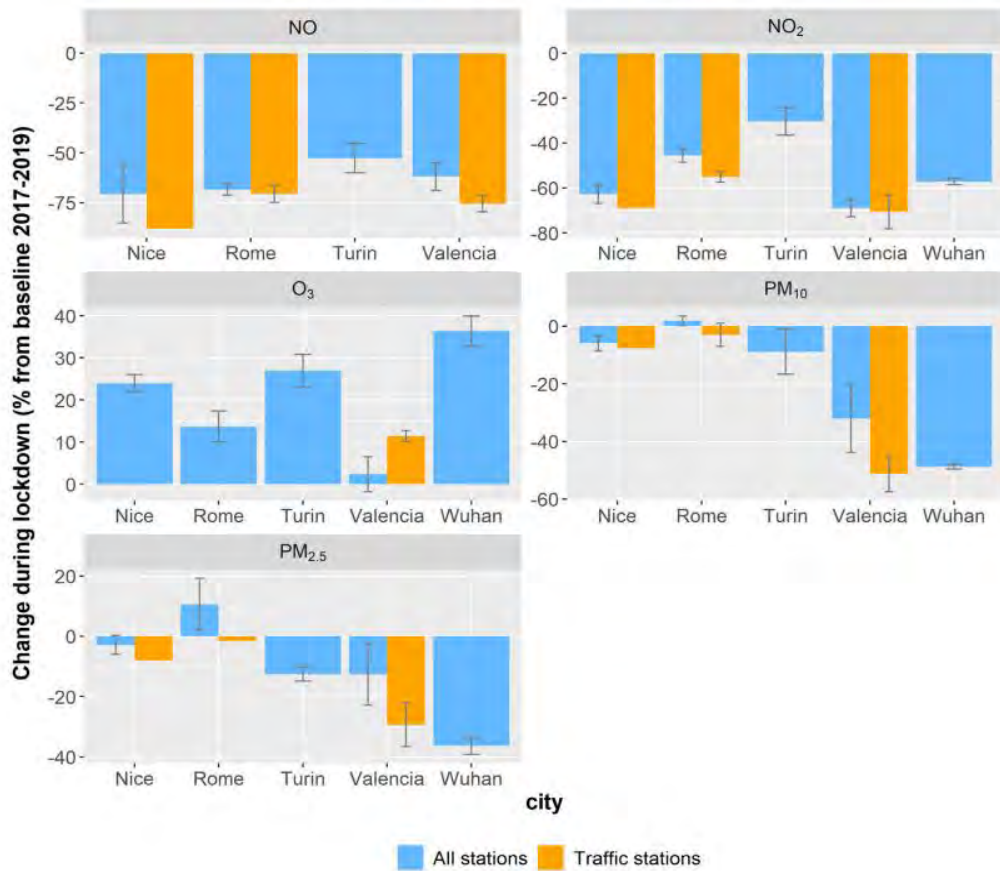 NO
NO₂
0
-25
-50
-75
0
-20
-40
-60
-80
Nice Rome Turin Valencia
Nice Rome Turin Valencia Wuhan
O₃
PM₁₀
40
30
20
10
0
0
-20
-40
-60
Nice Rome Turin Valencia Wuhan
Nice Rome Turin Valencia Wuhan
PM₂.₅
20
0
-20
-40
Nice Rome Turin Valencia Wuhan
Change during lockdown (% from baseline 2017-2019)
city
All stations Traffic stations